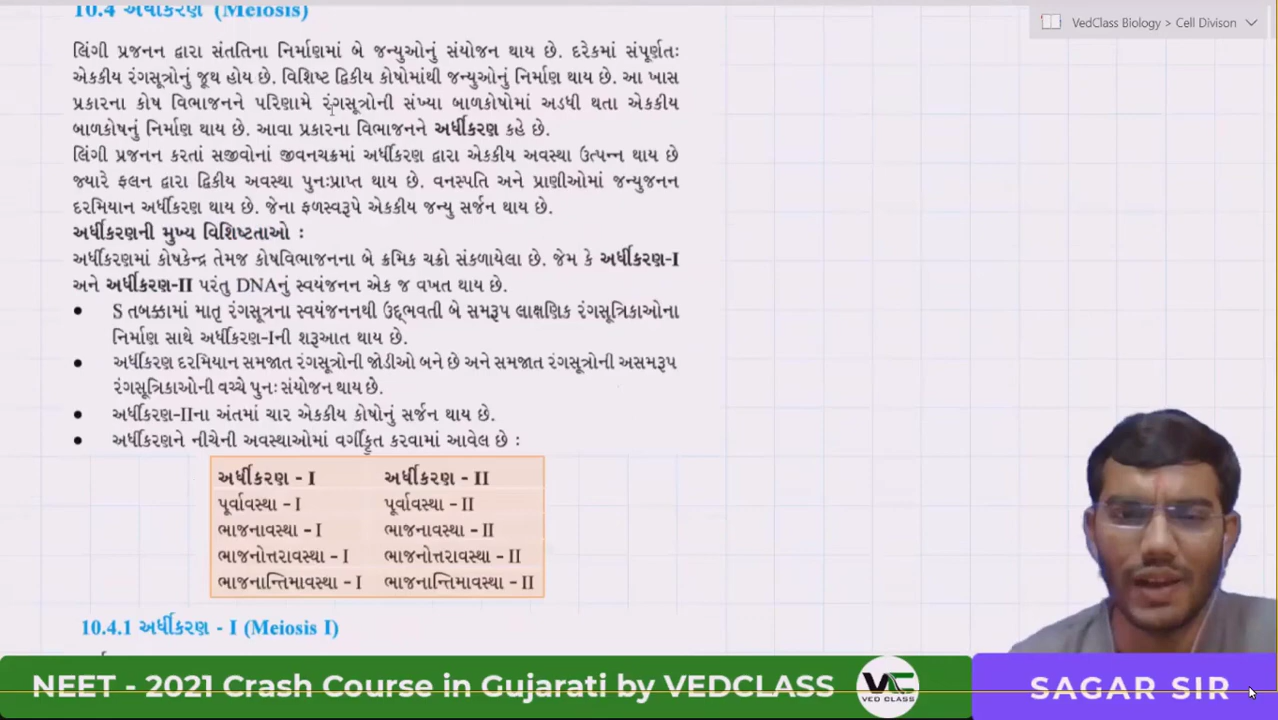 10.4 અર્ધીકરણ (Meiosis)
VedClass Biology > Cell Divison
લિંગી પ્રજનન દ્વારા સંતતિના નિર્માણમાં બે જન્યુઓનું સંયોજન થાય છે. દરેકમાં સંપૂર્ણતઃ
એકકીય રંગસૂત્રોનું જૂથ હોય છે. વિશિષ્ટ દ્વિકીય કોષોમાંથી જન્યુઓનું નિર્માણ થાય છે. આ ખાસ
પ્રકારના કોષ વિભાજનને પરિણામે રંગસૂત્રોની સંખ્યા બાળકોષોમાં અડધી થતા એકકીય
બાળકોષનું નિર્માણ થાય છે. આવા પ્રકારના વિભાજનને અર્ધીકરણ કહે છે.
લિંગી પ્રજનન કરતાં સજીવોનાં જીવનચક્રમાં અર્ધીકરણ દ્વારા એકકીય અવસ્થા ઉત્પન્ન થાય છે
જ્યારે ફલન દ્વારા દ્વિકીય અવસ્થા પુનઃપ્રાપ્ત થાય છે. વનસ્પતિ અને પ્રાણીઓમાં જન્યુજનન
દરમિયાન અર્ધીકરણ થાય છે. જેના ફળસ્વરૂપે એકકીય જન્યુ સર્જન થાય છે.
અર્ધીકરણની મુખ્ય વિશિષ્ટતાઓ :
અર્ધીકરણમાં કોષકેન્દ્ર તેમજ કોષવિભાજનના બે ક્રમિક ચક્રો સંકળાયેલા છે. જેમ કે અર્ધીકરણ-I
અને અર્ધીકરણ-II પરંતુ DNAનું સ્વયંજનન એક જ વખત થાય છે.
• S તબક્કામાં માતૃ રંગસૂત્રના સ્વયંજનનથી ઉદ્ભવતી બે સમરૂપ લાક્ષણિક રંગસૂત્રિકાઓના
નિર્માણ સાથે અર્ધીકરણ-Iની શરૂઆત થાય છે.
• અર્ધીકરણ દરમિયાન સમજાત રંગસૂત્રોની જોડીઓ બને છે અને સમજાત રંગસૂત્રોની અસમરૂપ
રંગસૂત્રિકાઓની વચ્ચે પુનઃ સંયોજન થાય છે.
• અર્ધીકરણ-IIના અંતમાં ચાર એકકીય કોષોનું સર્જન થાય છે.
• અર્ધીકરણને નીચેની અવસ્થાઓમાં વર્ગીકૃત કરવામાં આવેલ છે :
અર્ધીકરણ - I અર્ધીકરણ - II
પૂર્વાવસ્થા - I પૂર્વાવસ્થા - II
ભાજનાવસ્થા - I ભાજનાવસ્થા - II
ભાજનોત્તરાવસ્થા - I ભાજનોત્તરાવસ્થા - II
ભાજનાન્તિમાવસ્થા - I ભાજનાન્તિમાવસ્થા - II
10.4.1 અર્ધીકરણ - I (Meiosis I)
NEET - 2021 Crash Course in Gujarati by VEDCLASS
VED CLASS
SAGAR SIR